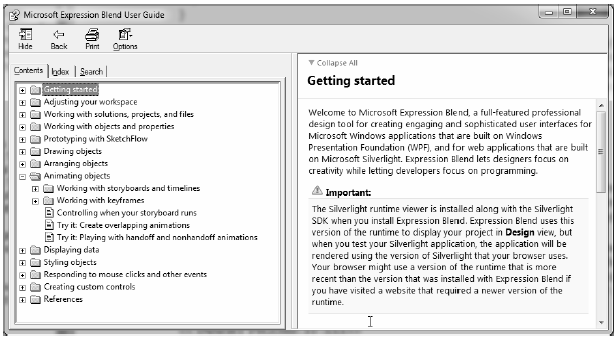 Microsoft Expression Blend User Guide
Hide Back Print Options
Contents Index Search
Getting started
Adjusting your workspace
Working with solutions, projects, and files
Working with objects and properties
Prototyping with SketchFlow
Drawing objects
Arranging objects
Animating objects
Working with storyboards and timelines
Working with keyframes
Controlling when your storyboard runs
Try it: Create overlapping animations
Try it: Playing with handoff and nonhandoff animations
Displaying data
Styling objects
Responding to mouse clicks and other events
Creating custom controls
References
Collapse All
Getting started
Welcome to Microsoft Expression Blend, a full-featured professional
design tool for creating engaging and sophisticated user interfaces for
Microsoft Windows applications that are built on Windows
Presentation Foundation (WPF), and for web applications that are built
on Microsoft Silverlight. Expression Blend lets designers focus on
creativity while letting developers focus on programming.
Important:
The Silverlight runtime viewer is installed along with the Silverlight
SDK when you install Expression Blend. Expression Blend uses this
version of the runtime to display your project in Design view, but
when you test your Silverlight application, the application will be
rendered using the version of Silverlight that your browser uses.
Your browser might use a version of the runtime that is more
recent than the version that was installed with Expression Blend if
you have visited a website that required a newer version of the
runtime.